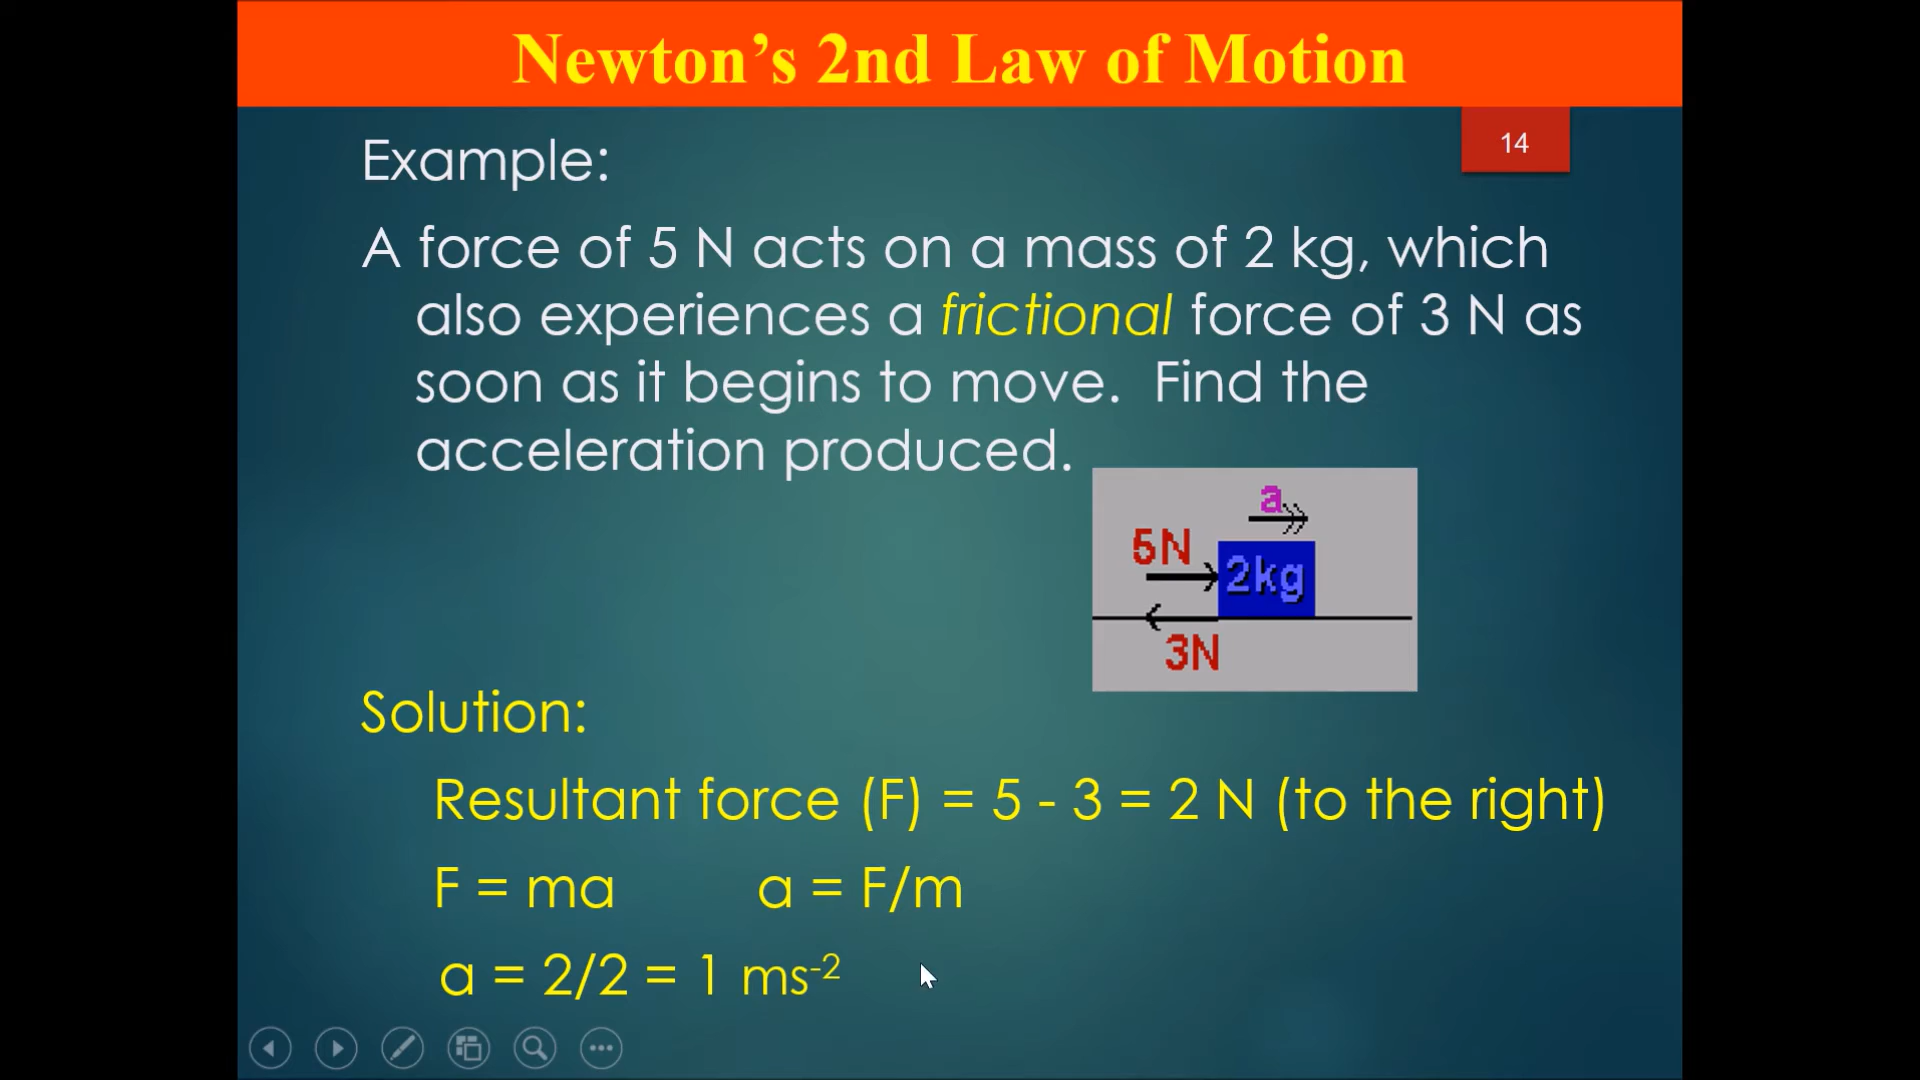 Newton’s 2nd Law of Motion
14
Example:
A force of 5 N acts on a mass of 2 kg, which
also experiences a frictional force of 3 N as
soon as it begins to move.  Find the
acceleration produced.
a
5N
2kg
3N
Solution:
Resultant force (F) = 5 - 3 = 2 N (to the right)
F = ma a = F/m
a = 2/2 = 1 ms⁻²